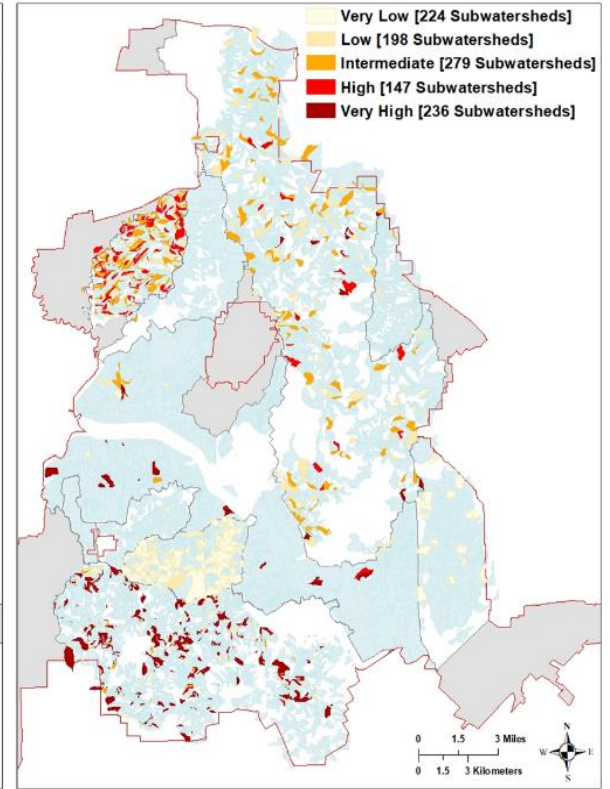 Very Low [224 Subwatersheds]
Low [198 Subwatersheds]
Intermediate [279 Subwatersheds]
High [147 Subwatersheds]
Very High [236 Subwatersheds]
0 1.5 3 Miles
0 1.5 3 Kilometers
N
W E
S